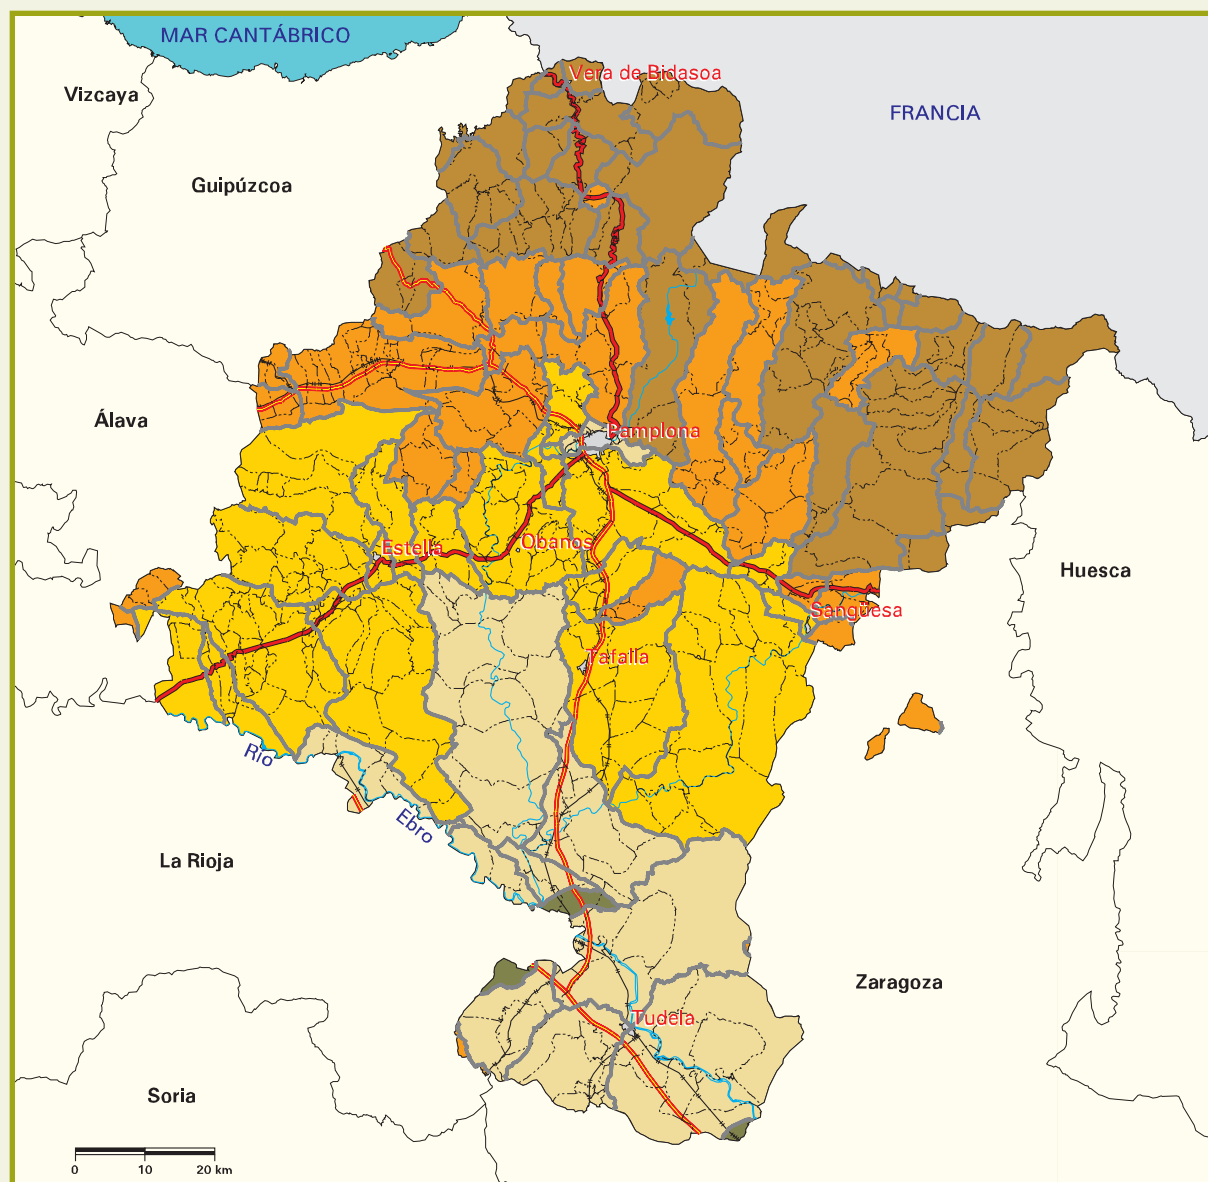 MAR CANTÁBRICO
Vera de Bidasoa
Vizcaya
FRANCIA
Guipúzcoa
Álava
Pamplona
Estella
Obanos
Huesca
Sangüesa
Tafalla
Río
Ebro
La Rioja
Zaragoza
Tudela
Soria
0 10 20 km